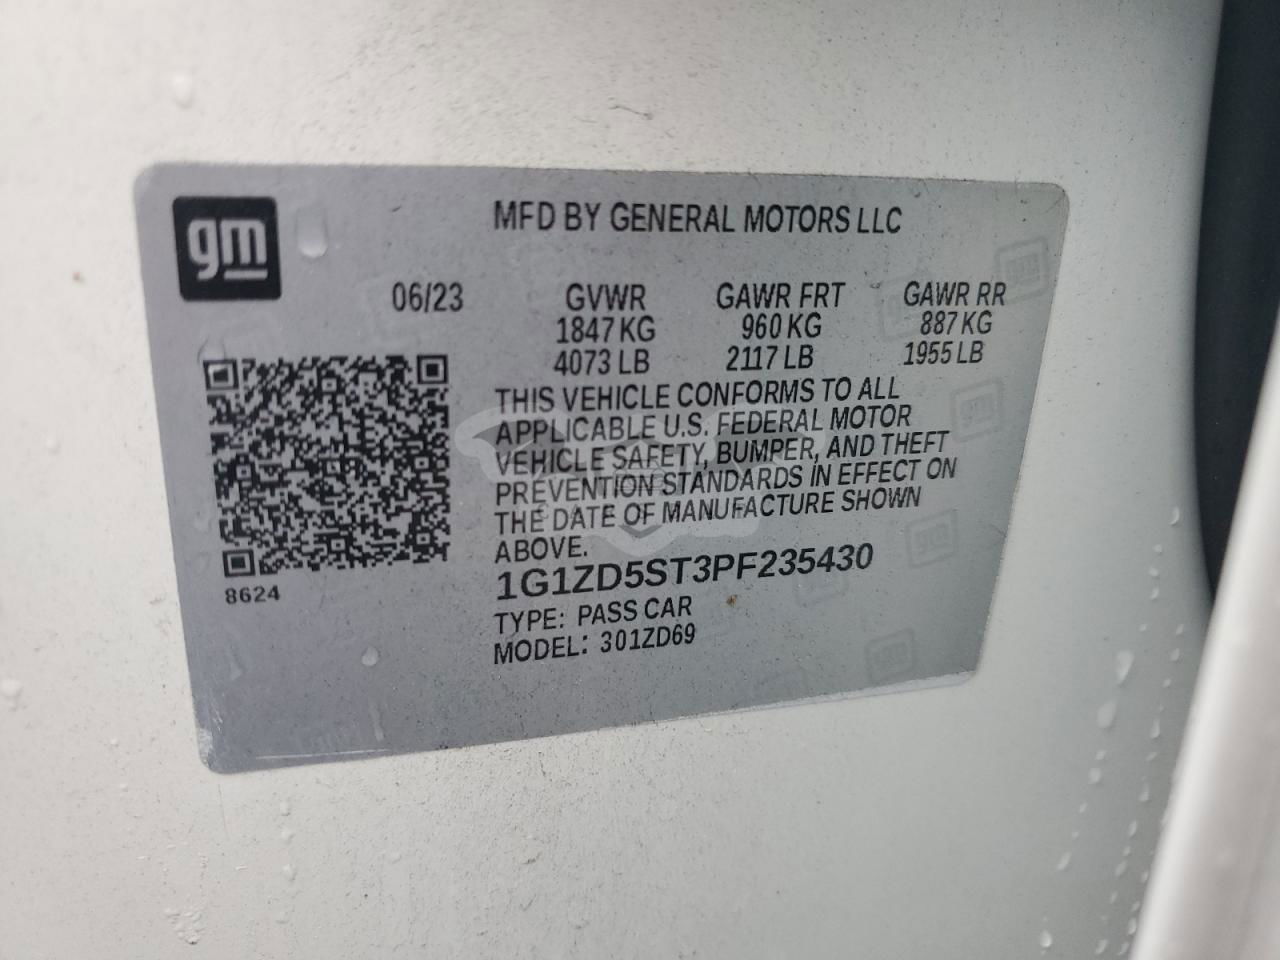 gm
MFD BY GENERAL MOTORS LLC
06/23 GVWR GAWR FRT GAWR RR
1847 KG 960 KG 887 KG
4073 LB 2117 LB 1955 LB
THIS VEHICLE CONFORMS TO ALL
APPLICABLE U.S. FEDERAL MOTOR
VEHICLE SAFETY, BUMPER, AND THEFT
PREVENTION STANDARDS IN EFFECT ON
THE DATE OF MANUFACTURE SHOWN
ABOVE.
8624
1G1ZD5ST3PF235430
TYPE: PASS CAR
MODEL: 301ZD69